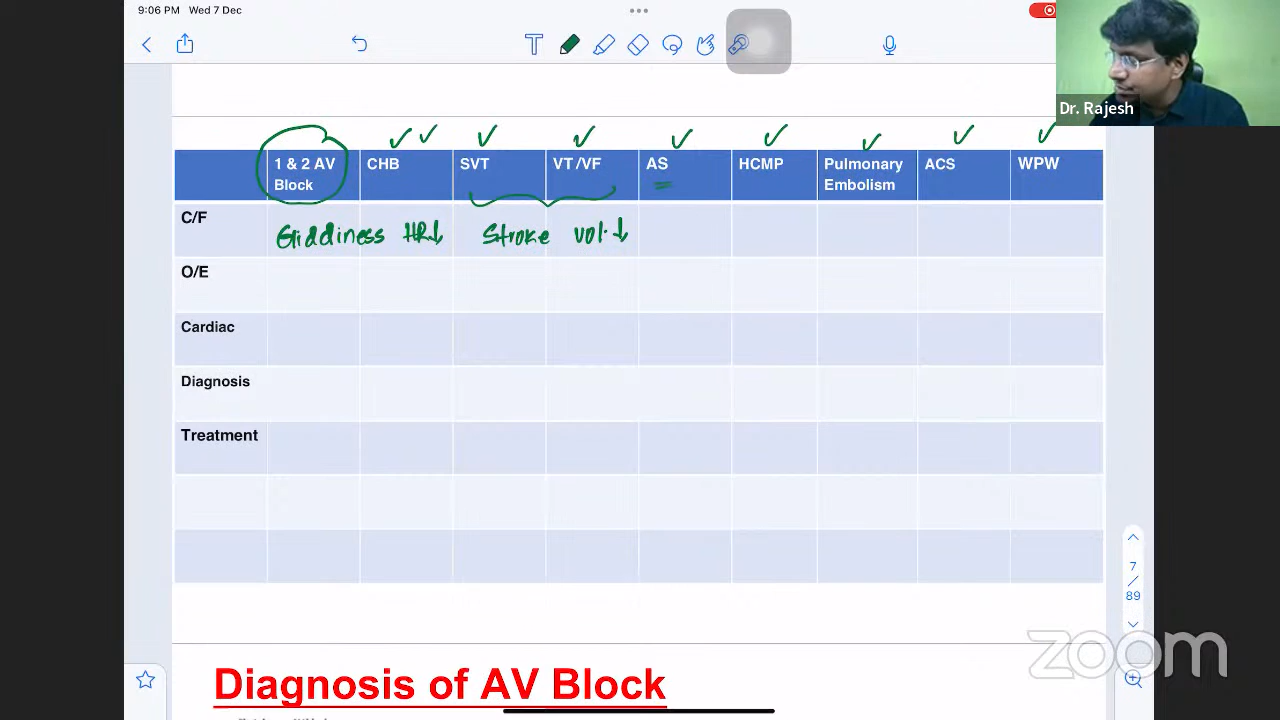 9:06 PM Wed 7 Dec
Dr. Rajesh
1 & 2 AV Block CHB SVT VT /VF AS HCMP Pulmonary Embolism ACS WPW
C/F Giddiness HR↓ Stroke vol. ↓
O/E
Cardiac
Diagnosis
Treatment
7
/
89
zoom
Diagnosis of AV Block